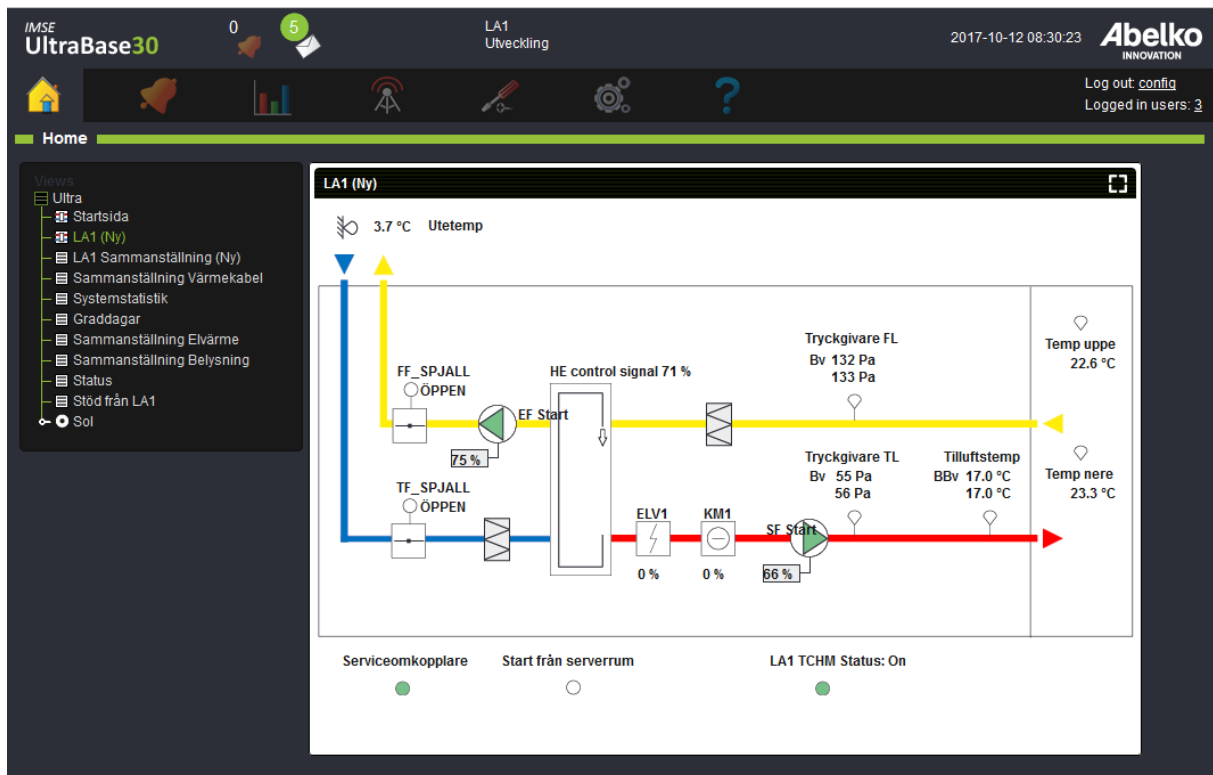 IMSE
UltraBase30
0
5
LA1
Utveckling
2017-10-12 08:30:23
Abelko
INNOVATION
Log out: config
Logged in users: 3
?
Home
Views
Ultra
Startsida
LA1 (Ny)
LA1 Sammanställning (Ny)
Sammanställning Värmekabel
Systemstatistik
Graddagar
Sammanställning Elvärme
Sammanställning Belysning
Status
Stöd från LA1
Sol
LA1 (Ny)
3.7 °C Utetemp
Tryckgivare FL
Bv 132 Pa
133 Pa
Temp uppe
22.6 °C
FF_SPJALL
ÖPPEN
HE control signal 71 %
EF Start
75 %
TF_SPJALL
ÖPPEN
Tryckgivare TL
Bv 55 Pa
56 Pa
Tilluftstemp
BBv 17.0 °C
17.0 °C
Temp nere
23.3 °C
ELV1
KM1
SF Start
0 %
0 %
66 %
Serviceomkopplare
Start från serverrum
LA1 TCHM Status: On